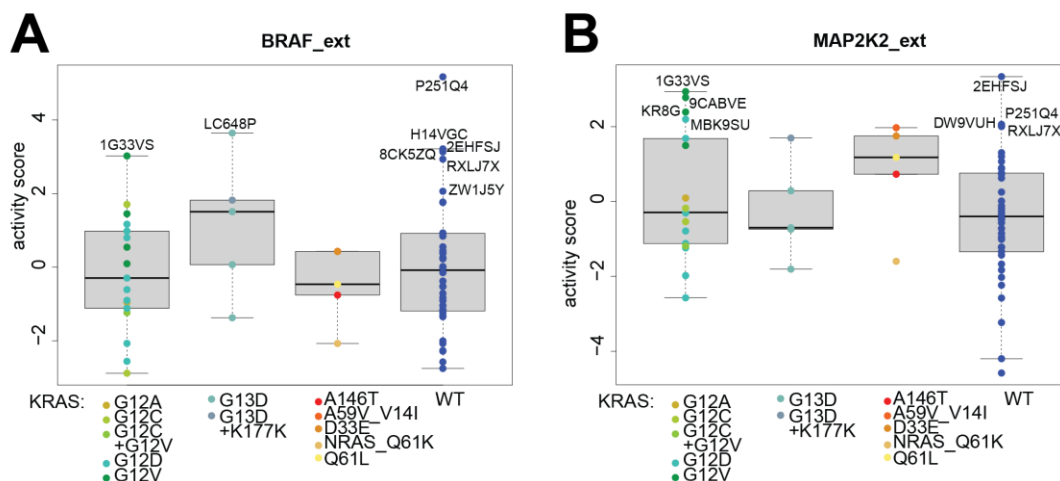 A
BRAF_ext
activity score
4
2
0
−2
1G33VS
LC648P
P251Q4
H14VGC
2EHFSJ
8CK5ZQ
RXLJ7X
ZW1J5Y
KRAS:
G12A
G12C
G12C
+G12V
G12D
G12V
G13D
G13D
+K177K
A146T
A59V_V14I
D33E
NRAS_Q61K
Q61L
WT
B
MAP2K2_ext
activity score
2
0
−2
−4
1G33VS
KR8G
9CABVE
MBK9SU
2EHFSJ
DW9VUH
P251Q4
RXLJ7X
KRAS:
G12A
G12C
G12C
+G12V
G12D
G12V
G13D
G13D
+K177K
A146T
A59V_V14I
D33E
NRAS_Q61K
Q61L
WT